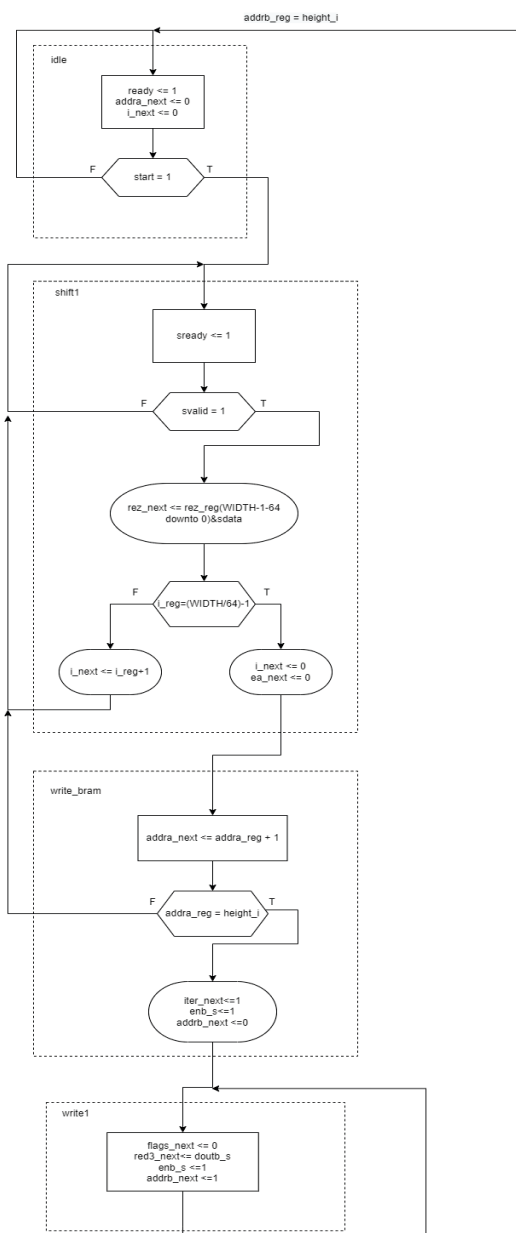 addrb_reg = height_i
idle
ready <= 1
addra_next <= 0
i_next <= 0
F
T
start = 1
shift1
sready <= 1
F
T
svalid = 1
rez_next <= rez_reg(WIDTH-1-64
downto 0)&sdata
F
T
i_reg=(WIDTH/64)-1
i_next <= i_reg+1
i_next <= 0
ea_next <= 0
write_bram
addra_next <= addra_reg + 1
F
T
addra_reg = height_i
iter_next<=1
enb_s<=1
addrb_next <=0
write1
flags_next <= 0
red3_next<= doutb_s
enb_s <=1
addrb_next <=1